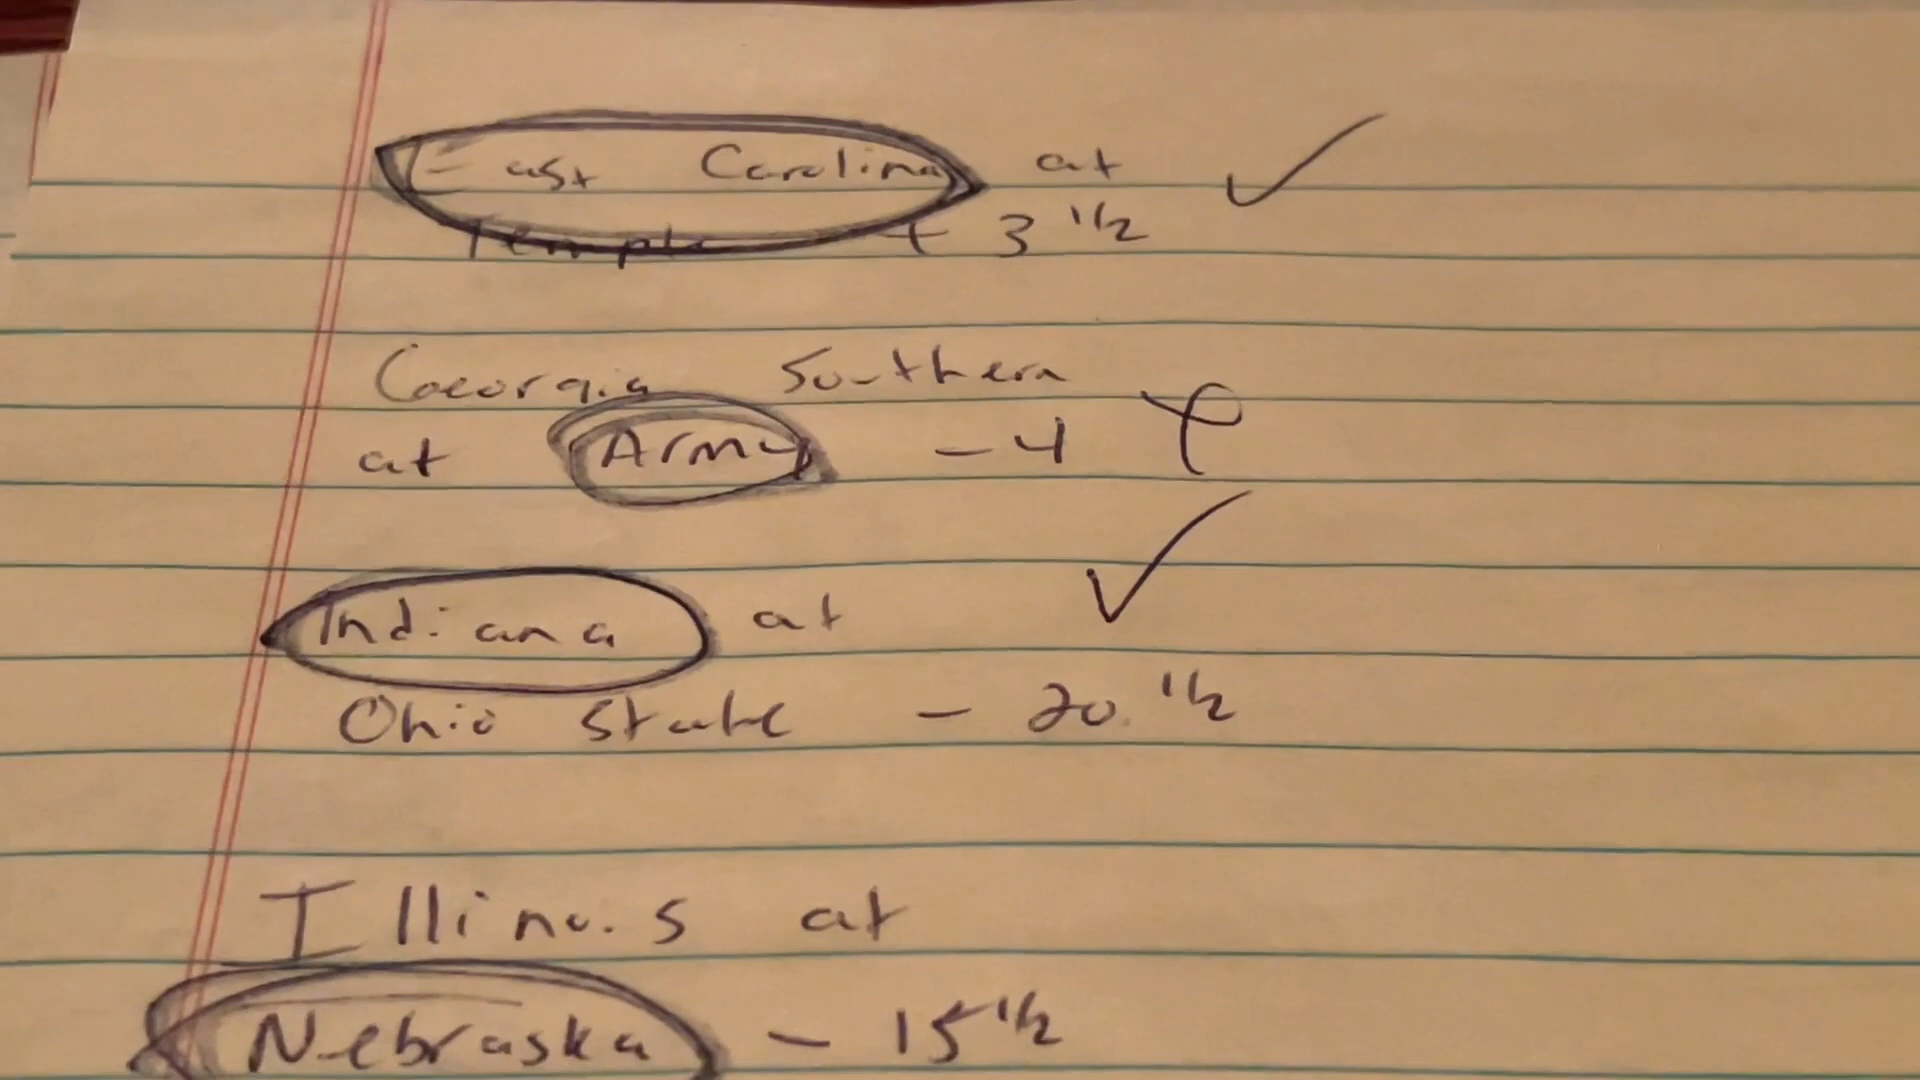 East Carolina at ✓
Temple + 3 1/2
Georgia Southern
at Army - 4 P
Indiana at ✓
Ohio State - 20 1/2
Illinois at
Nebraska - 15 1/2